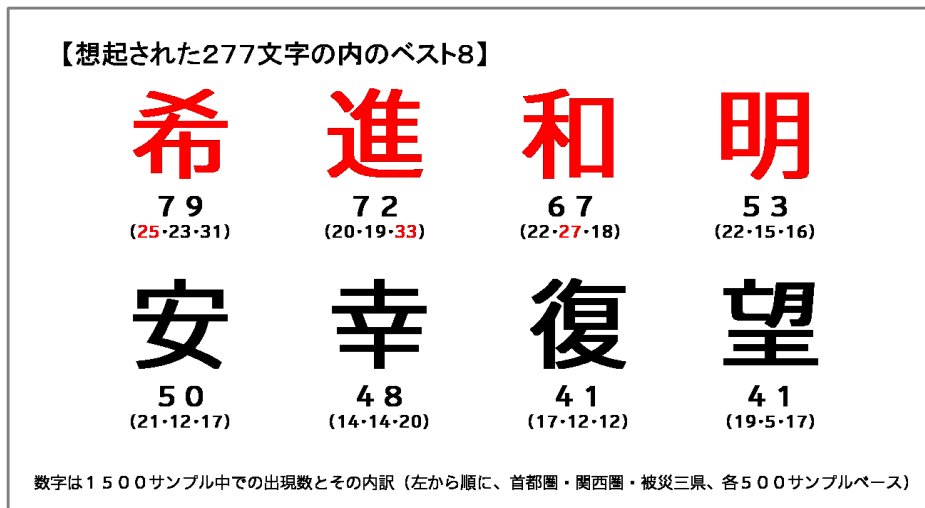 【想起された277文字の内のベスト8】
希 進 和 明
79 72 67 53
(25・23・31) (20・19・33) (22・27・18) (22・15・16)
安 幸 復 望
50 48 41 41
(21・12・17) (14・14・20) (17・12・12) (19・5・17)
数字は1500サンプル中での出現数とその内訳（左から順に、首都圏・関西圏・被災三県、各500サンプルベース）